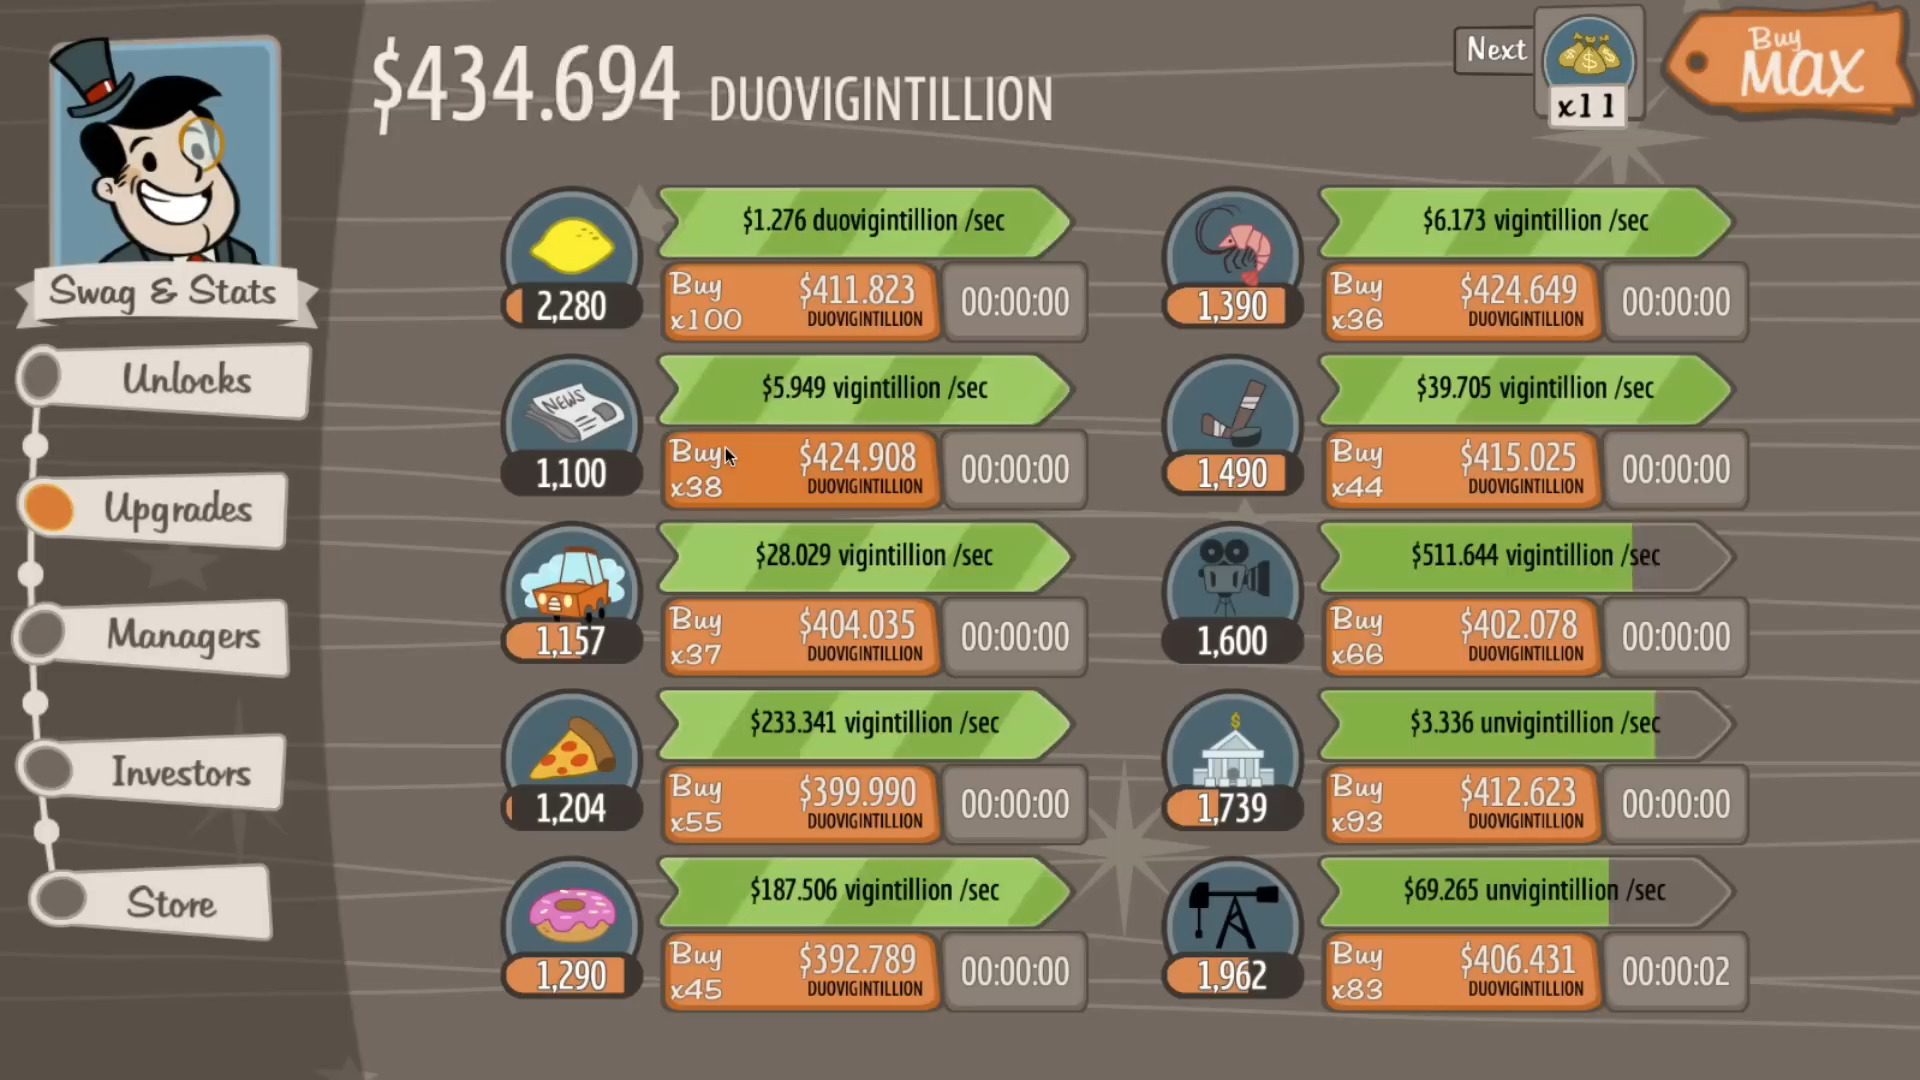 $434.694 DUOVIGINTILLION
Next
x11
Buy
MAX
Swag & Stats
Unlocks
Upgrades
Managers
Investors
Store
$1.276 duovigintillion /sec
2,280
Buy
x100
$411.823
DUOVIGINTILLION
00:00:00
NEWS
$5.949 vigintillion /sec
1,100
Buy
x38
$424.908
DUOVIGINTILLION
00:00:00
$28.029 vigintillion /sec
1,157
Buy
x37
$404.035
DUOVIGINTILLION
00:00:00
$233.341 vigintillion /sec
1,204
Buy
x55
$399.990
DUOVIGINTILLION
00:00:00
$187.506 vigintillion /sec
1,290
Buy
x45
$392.789
DUOVIGINTILLION
00:00:00
$6.173 vigintillion /sec
1,390
Buy
x36
$424.649
DUOVIGINTILLION
00:00:00
$39.705 vigintillion /sec
1,490
Buy
x44
$415.025
DUOVIGINTILLION
00:00:00
$511.644 vigintillion /sec
1,600
Buy
x66
$402.078
DUOVIGINTILLION
00:00:00
$
$3.336 unvigintillion /sec
1,739
Buy
x93
$412.623
DUOVIGINTILLION
00:00:00
$69.265 unvigintillion /sec
1,962
Buy
x83
$406.431
DUOVIGINTILLION
00:00:02